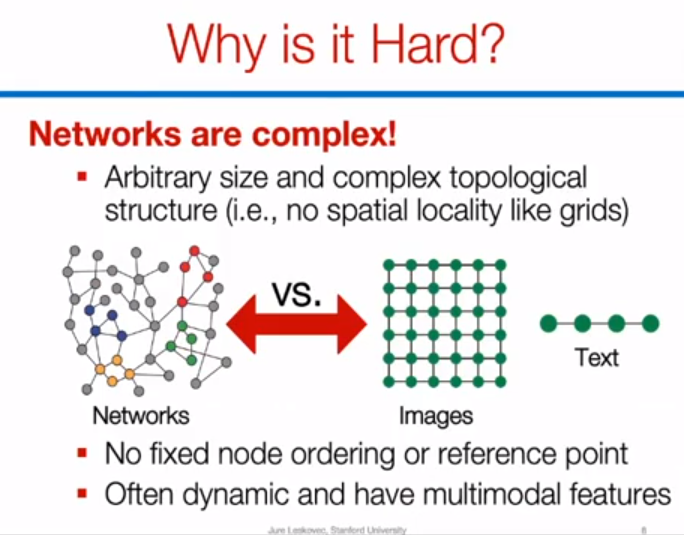 Why is it Hard?
Networks are complex!
▪ Arbitrary size and complex topological
structure (i.e., no spatial locality like grids)
vs.
Text
Networks
Images
▪ No fixed node ordering or reference point
▪ Often dynamic and have multimodal features
Jure Leskovec, Stanford University
6